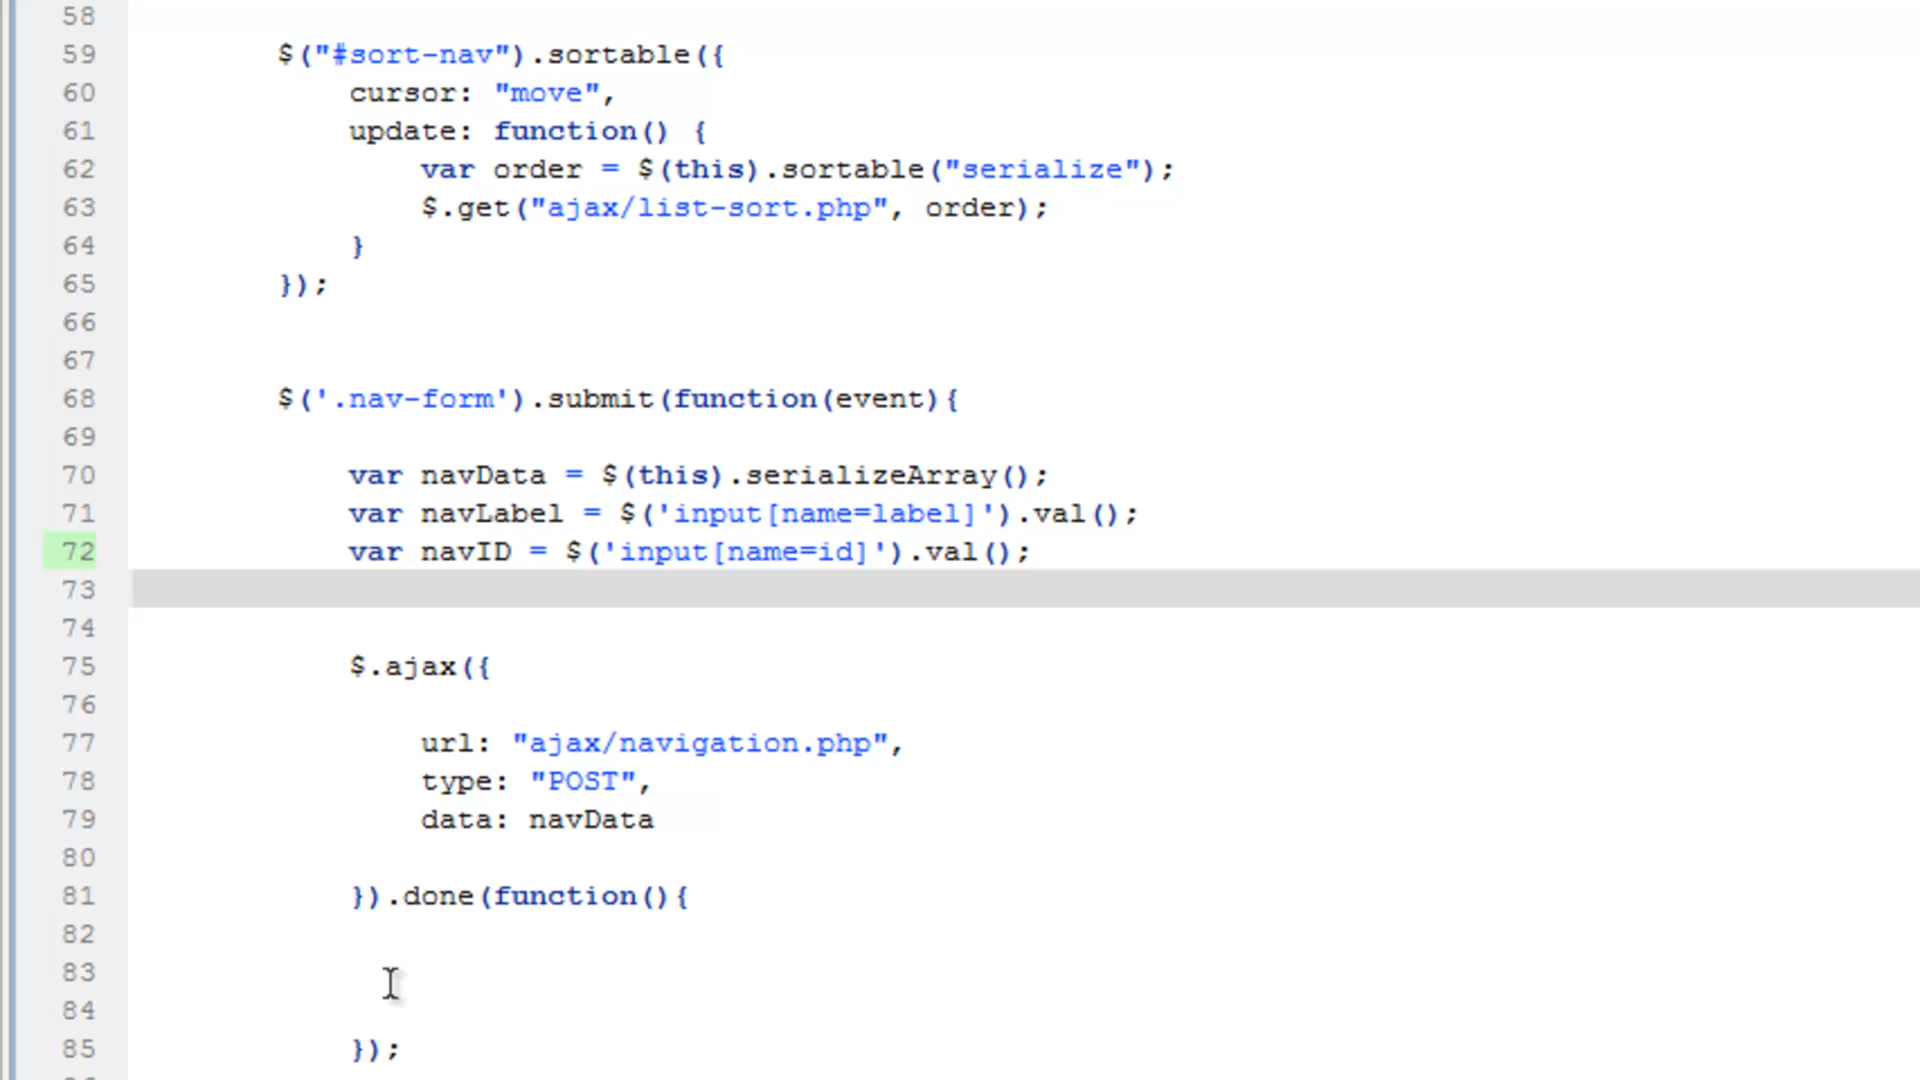 58
59 $("#sort-nav").sortable({
60 cursor: "move",
61 update: function() {
62 var order = $(this).sortable("serialize");
63 $.get("ajax/list-sort.php", order);
64 }
65 });
66
67
68 $('.nav-form').submit(function(event){
69
70 var navData = $(this).serializeArray();
71 var navLabel = $('input[name=label]').val();
72 var navID = $('input[name=id]').val();
73
74
75 $.ajax({
76
77 url: "ajax/navigation.php",
78 type: "POST",
79 data: navData
80
81 }).done(function(){
82
83
84
85 });